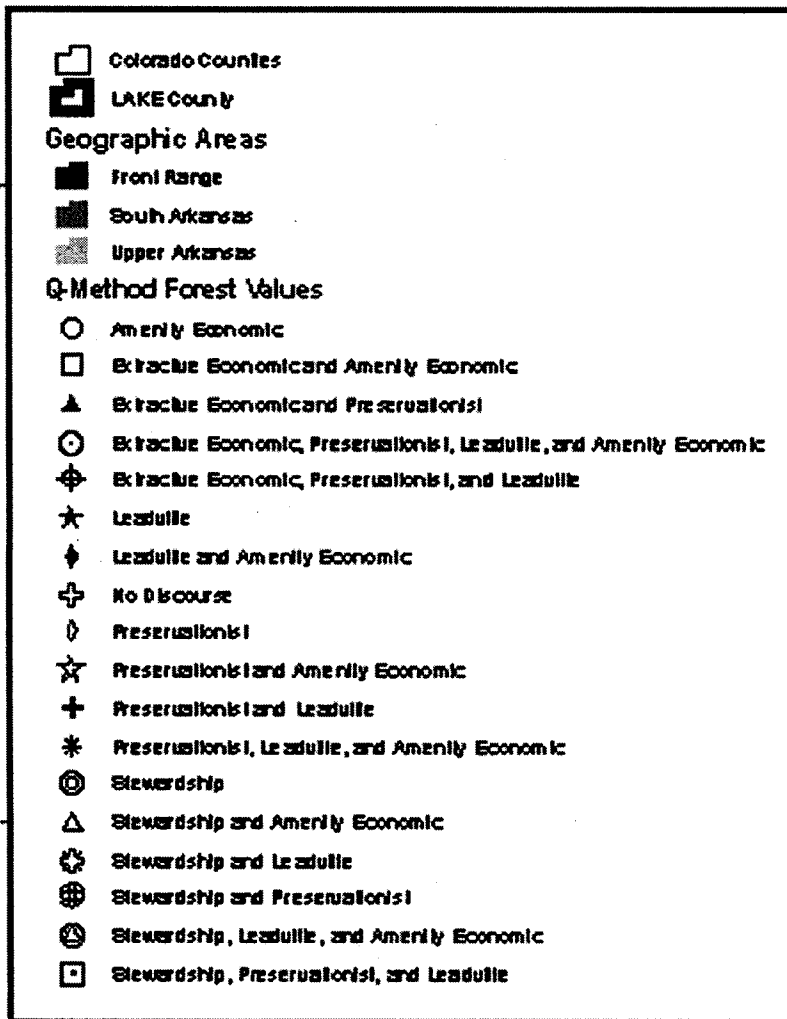 Colorado Counties
LAKE County
Geographic Areas
Front Range
South Arkansas
Upper Arkansas
Q-Method Forest Values
Amenity Economic
Extractive Economic and Amenity Economic
Extractive Economic and Preservationist
Extractive Economic, Preservationist, Leadville, and Amenity Economic
Extractive Economic, Preservationist, and Leadville
Leadville
Leadville and Amenity Economic
No Discourse
Preservationist
Preservationist and Amenity Economic
Preservationist and Leadville
Preservationist, Leadville, and Amenity Economic
Stewardship
Stewardship and Amenity Economic
Stewardship and Leadville
Stewardship and Preservationist
Stewardship, Leadville, and Amenity Economic
Stewardship, Preservationist, and Leadville